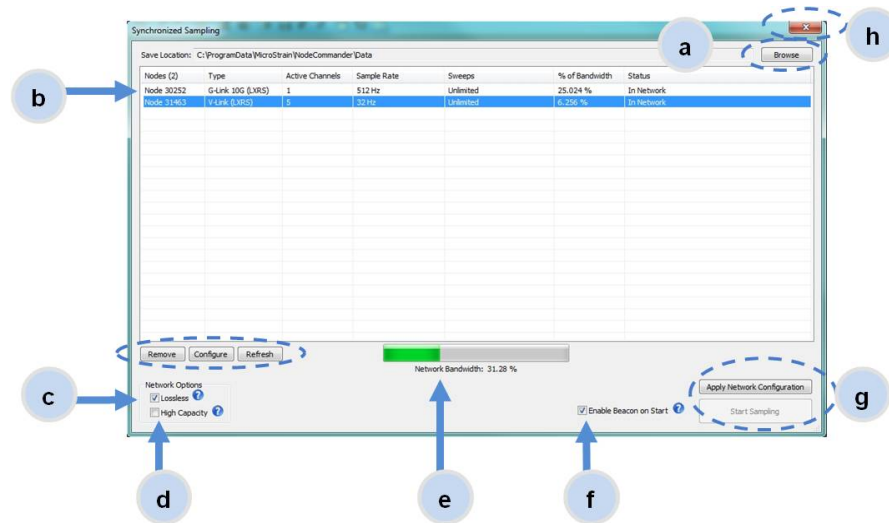 Synchronized Sampling
h
a
Save Location: C:\ProgramData\MicroStrain\NodeCommander\Data
Browse
Nodes (2) Type Active Channels Sample Rate Sweeps % of Bandwidth Status
b
Node 30252 G-Link 10G (LXRS) 1 512 Hz Unlimited 25.024 % In Network
Node 31463 V-Link (LXRS) 5 32 Hz Unlimited 6.256 % In Network
Remove Configure Refresh
Network Bandwidth: 31.28 %
Network Options
Apply Network Configuration
c
Lossless ?
g
High Capacity ?
Enable Beacon on Start ?
Start Sampling
d
e
f